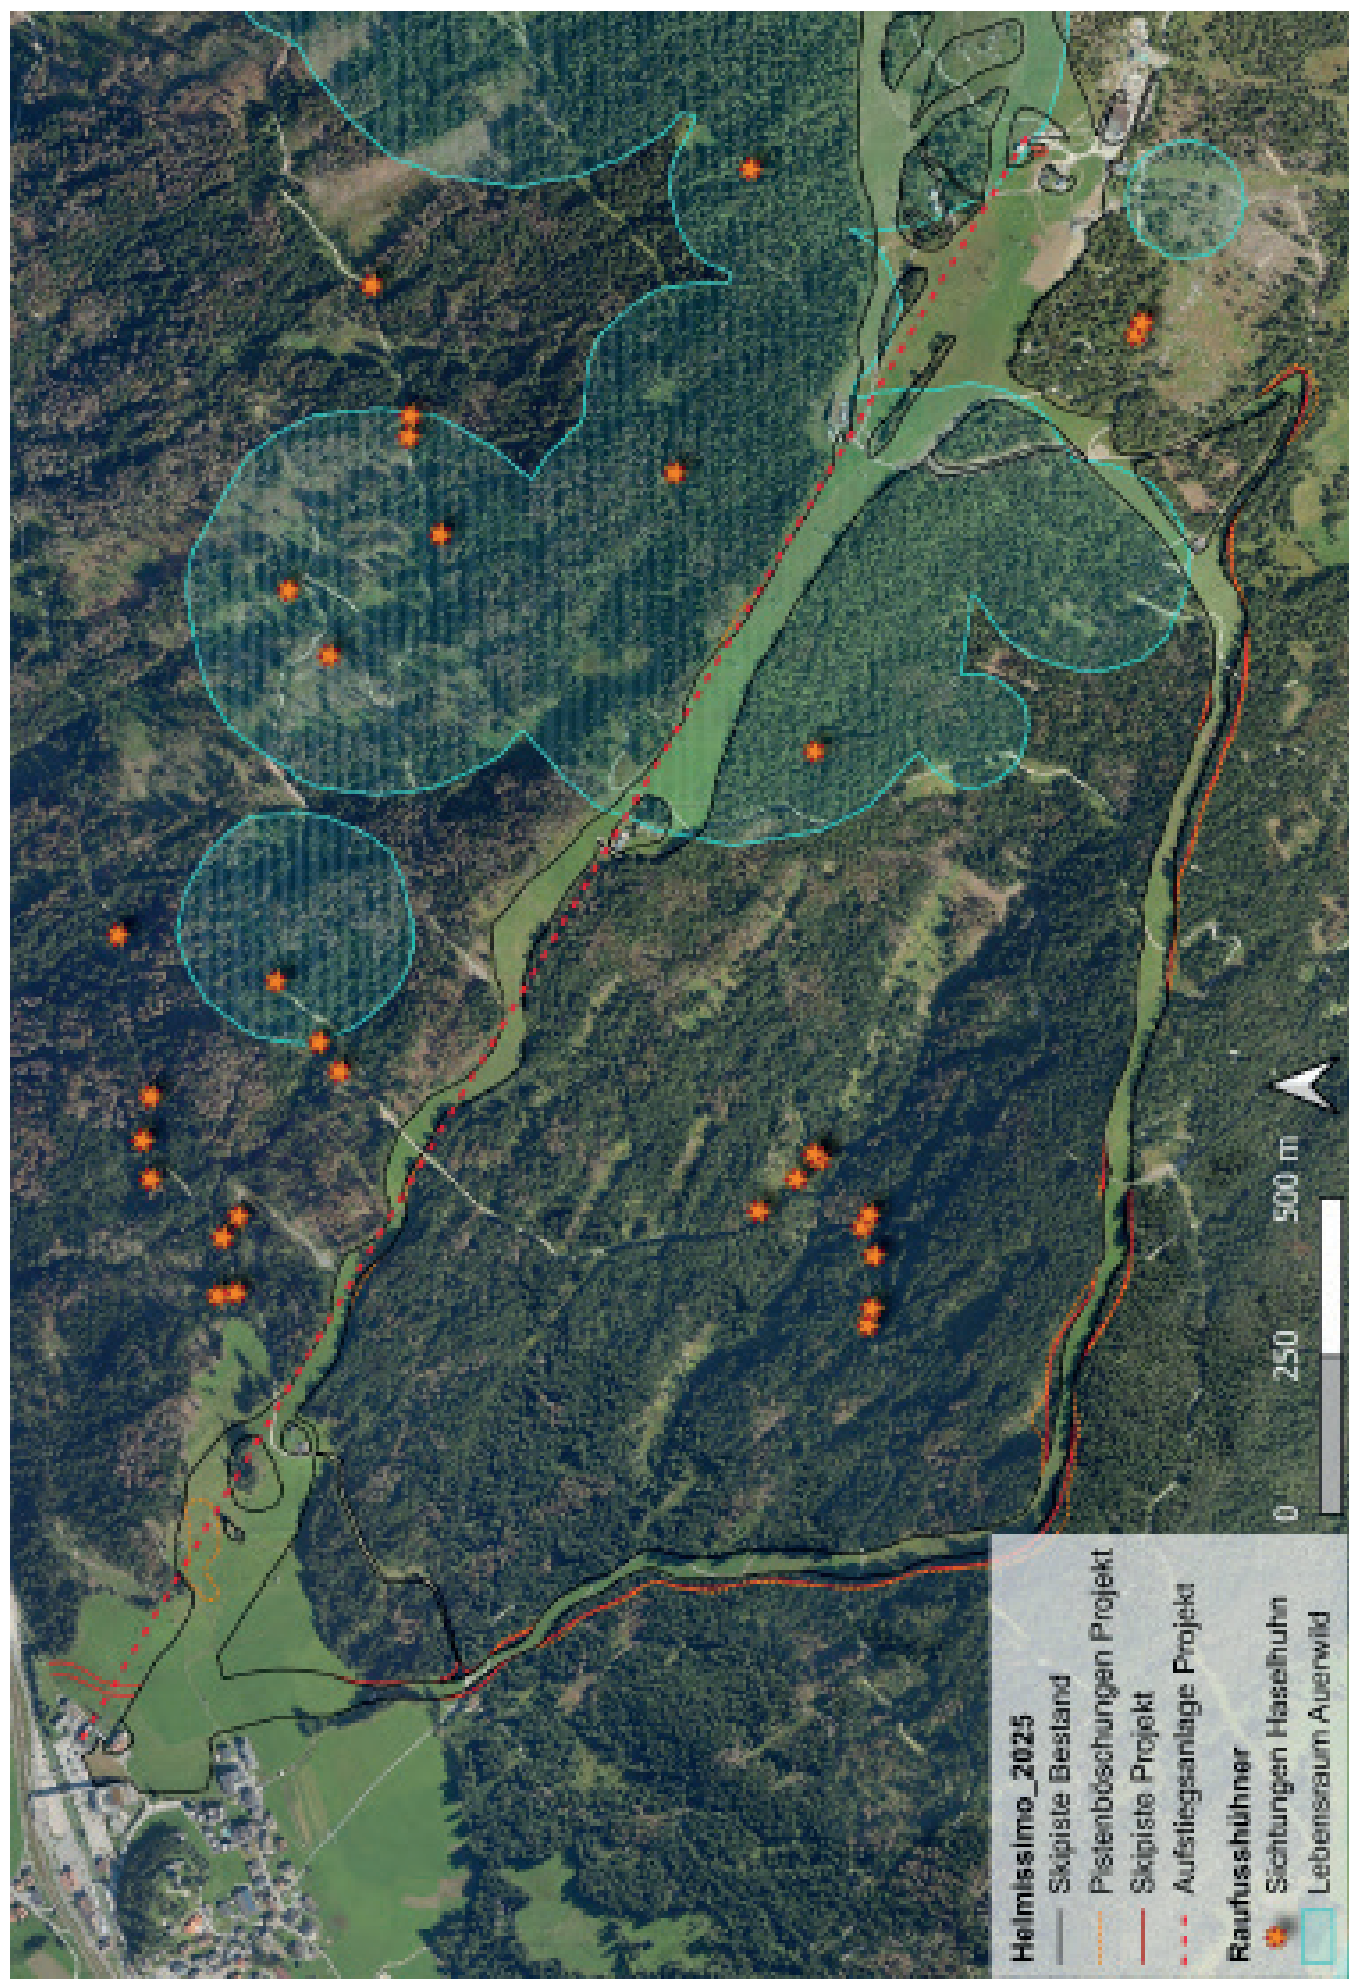 Helmissimo_2025
Skipiste Bestand
Pistenböschungen Projekt
Skipiste Projekt
Aufstiegsanlage Projekt
Raufusshühner
Sichtungen Haselhuhn
Lebensraum Auerwild
0 250 500 m